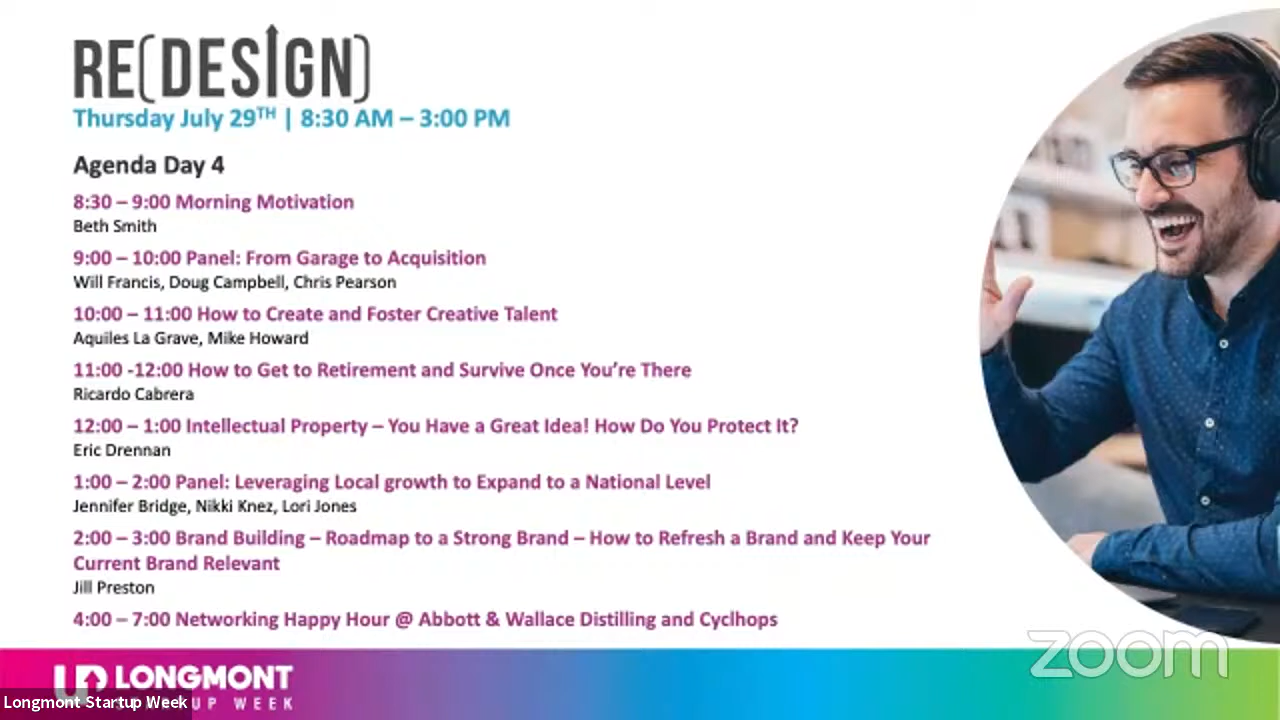 RE(DESIGN)
Thursday July 29TH | 8:30 AM – 3:00 PM
Agenda Day 4
8:30 – 9:00 Morning Motivation
Beth Smith
9:00 – 10:00 Panel: From Garage to Acquisition
Will Francis, Doug Campbell, Chris Pearson
10:00 – 11:00 How to Create and Foster Creative Talent
Aquiles La Grave, Mike Howard
11:00 -12:00 How to Get to Retirement and Survive Once You're There
Ricardo Cabrera
12:00 – 1:00 Intellectual Property – You Have a Great Idea! How Do You Protect It?
Eric Drennan
1:00 – 2:00 Panel: Leveraging Local growth to Expand to a National Level
Jennifer Bridge, Nikki Knez, Lori Jones
2:00 – 3:00 Brand Building – Roadmap to a Strong Brand – How to Refresh a Brand and Keep Your
Current Brand Relevant
Jill Preston
4:00 – 7:00 Networking Happy Hour @ Abbott & Wallace Distilling and Cyclhops
zoom
LONGMONT
UP WEEK
Longmont Startup Week